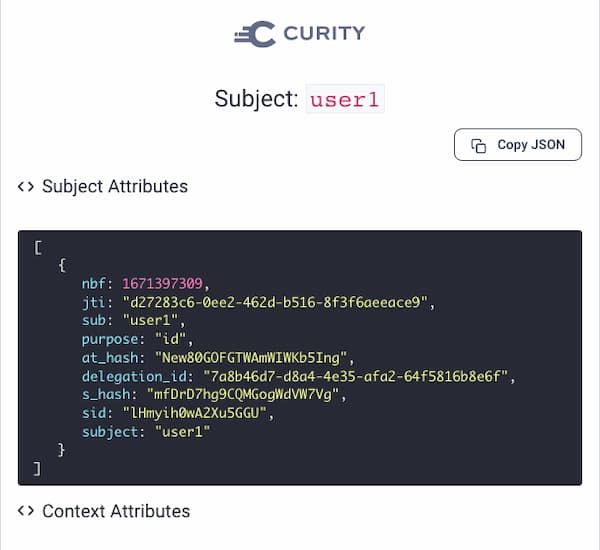 CURITY
Subject: user1
Copy JSON
<> Subject Attributes
[
{
nbf: 1671397309,
jti: "d27283c6-0ee2-462d-b516-8f3f6aeeace9",
sub: "user1",
purpose: "id",
at_hash: "New80GOFGTWAmWIWKb5Ing",
delegation_id: "7a8b46d7-d8a4-4e35-afa2-64f5816b8e6f",
s_hash: "mfDrD7hg9CQMGogWdVW7Vg",
sid: "lHmyih0wA2Xu5GGU",
subject: "user1"
}
]
<> Context Attributes